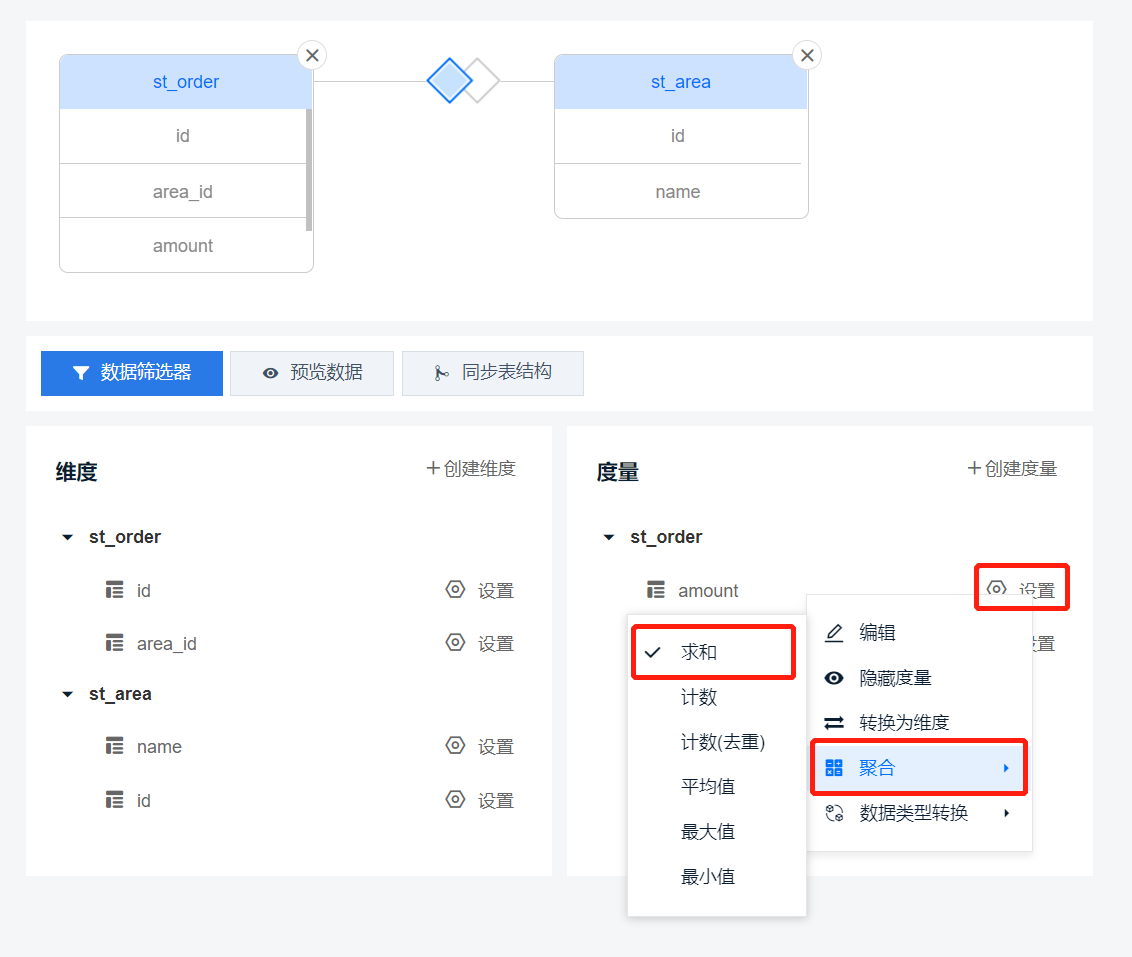 st_order
id
area_id
amount
st_area
id
name
数据筛选器
预览数据
同步表结构
维度
创建维度
st_order
id
设置
area_id
设置
st_area
name
设置
id
设置
度量
创建度量
st_order
amount
设置
设置
编辑
隐藏度量
转换为维度
聚合
数据类型转换
求和
计数
计数(去重)
平均值
最大值
最小值